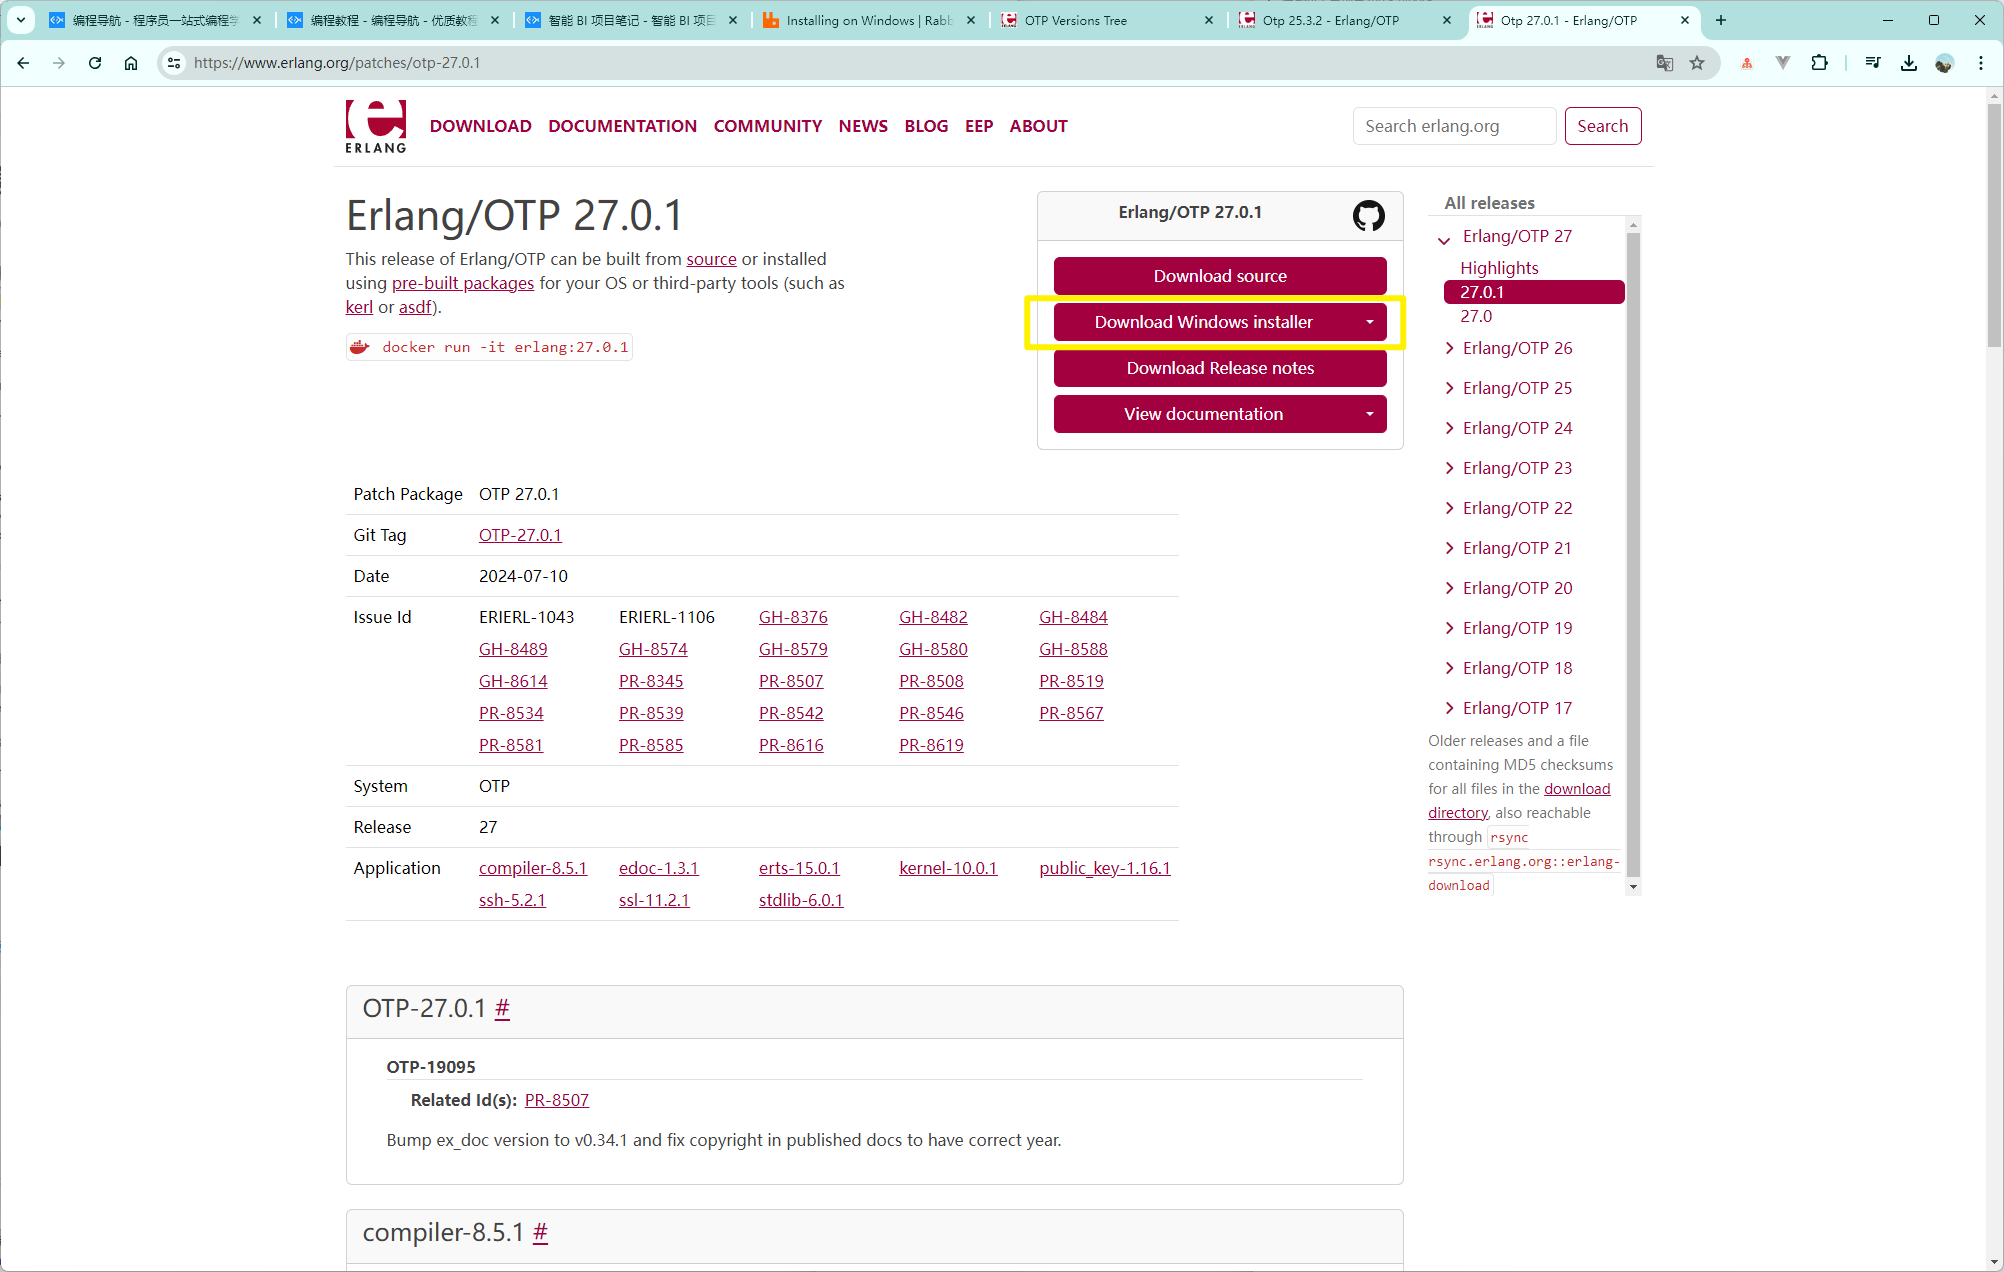 编程导航 - 程序员一站式编程学
编程教程 - 编程导航 - 优质教程
智能 BI 项目笔记 - 智能 BI 项目
Installing on Windows | Rabb
OTP Versions Tree
Otp 25.3.2 - Erlang/OTP
Otp 27.0.1 - Erlang/OTP
https://www.erlang.org/patches/otp-27.0.1
ERLANG
DOWNLOAD DOCUMENTATION COMMUNITY NEWS BLOG EEP ABOUT
Search erlang.org
Search
Erlang/OTP 27.0.1
This release of Erlang/OTP can be built from source or installed
using pre-built packages for your OS or third-party tools (such as
kerl or asdf).
docker run -it erlang:27.0.1
Erlang/OTP 27.0.1
Download source
Download Windows installer
Download Release notes
View documentation
All releases
Erlang/OTP 27
Highlights
27.0.1
27.0
Erlang/OTP 26
Erlang/OTP 25
Erlang/OTP 24
Erlang/OTP 23
Erlang/OTP 22
Erlang/OTP 21
Erlang/OTP 20
Erlang/OTP 19
Erlang/OTP 18
Erlang/OTP 17
Older releases and a file
containing MD5 checksums
for all files in the download
directory, also reachable
through rsync
rsync.erlang.org::erlang-
download
Patch Package OTP 27.0.1
Git Tag OTP-27.0.1
Date 2024-07-10
Issue Id ERIERL-1043 ERIERL-1106 GH-8376 GH-8482 GH-8484
GH-8489 GH-8574 GH-8579 GH-8580 GH-8588
GH-8614 PR-8345 PR-8507 PR-8508 PR-8519
PR-8534 PR-8539 PR-8542 PR-8546 PR-8567
PR-8581 PR-8585 PR-8616 PR-8619
System OTP
Release 27
Application compiler-8.5.1 edoc-1.3.1 erts-15.0.1 kernel-10.0.1 public_key-1.16.1
ssh-5.2.1 ssl-11.2.1 stdlib-6.0.1
OTP-27.0.1 #
OTP-19095
Related Id(s): PR-8507
Bump ex_doc version to v0.34.1 and fix copyright in published docs to have correct year.
compiler-8.5.1 #